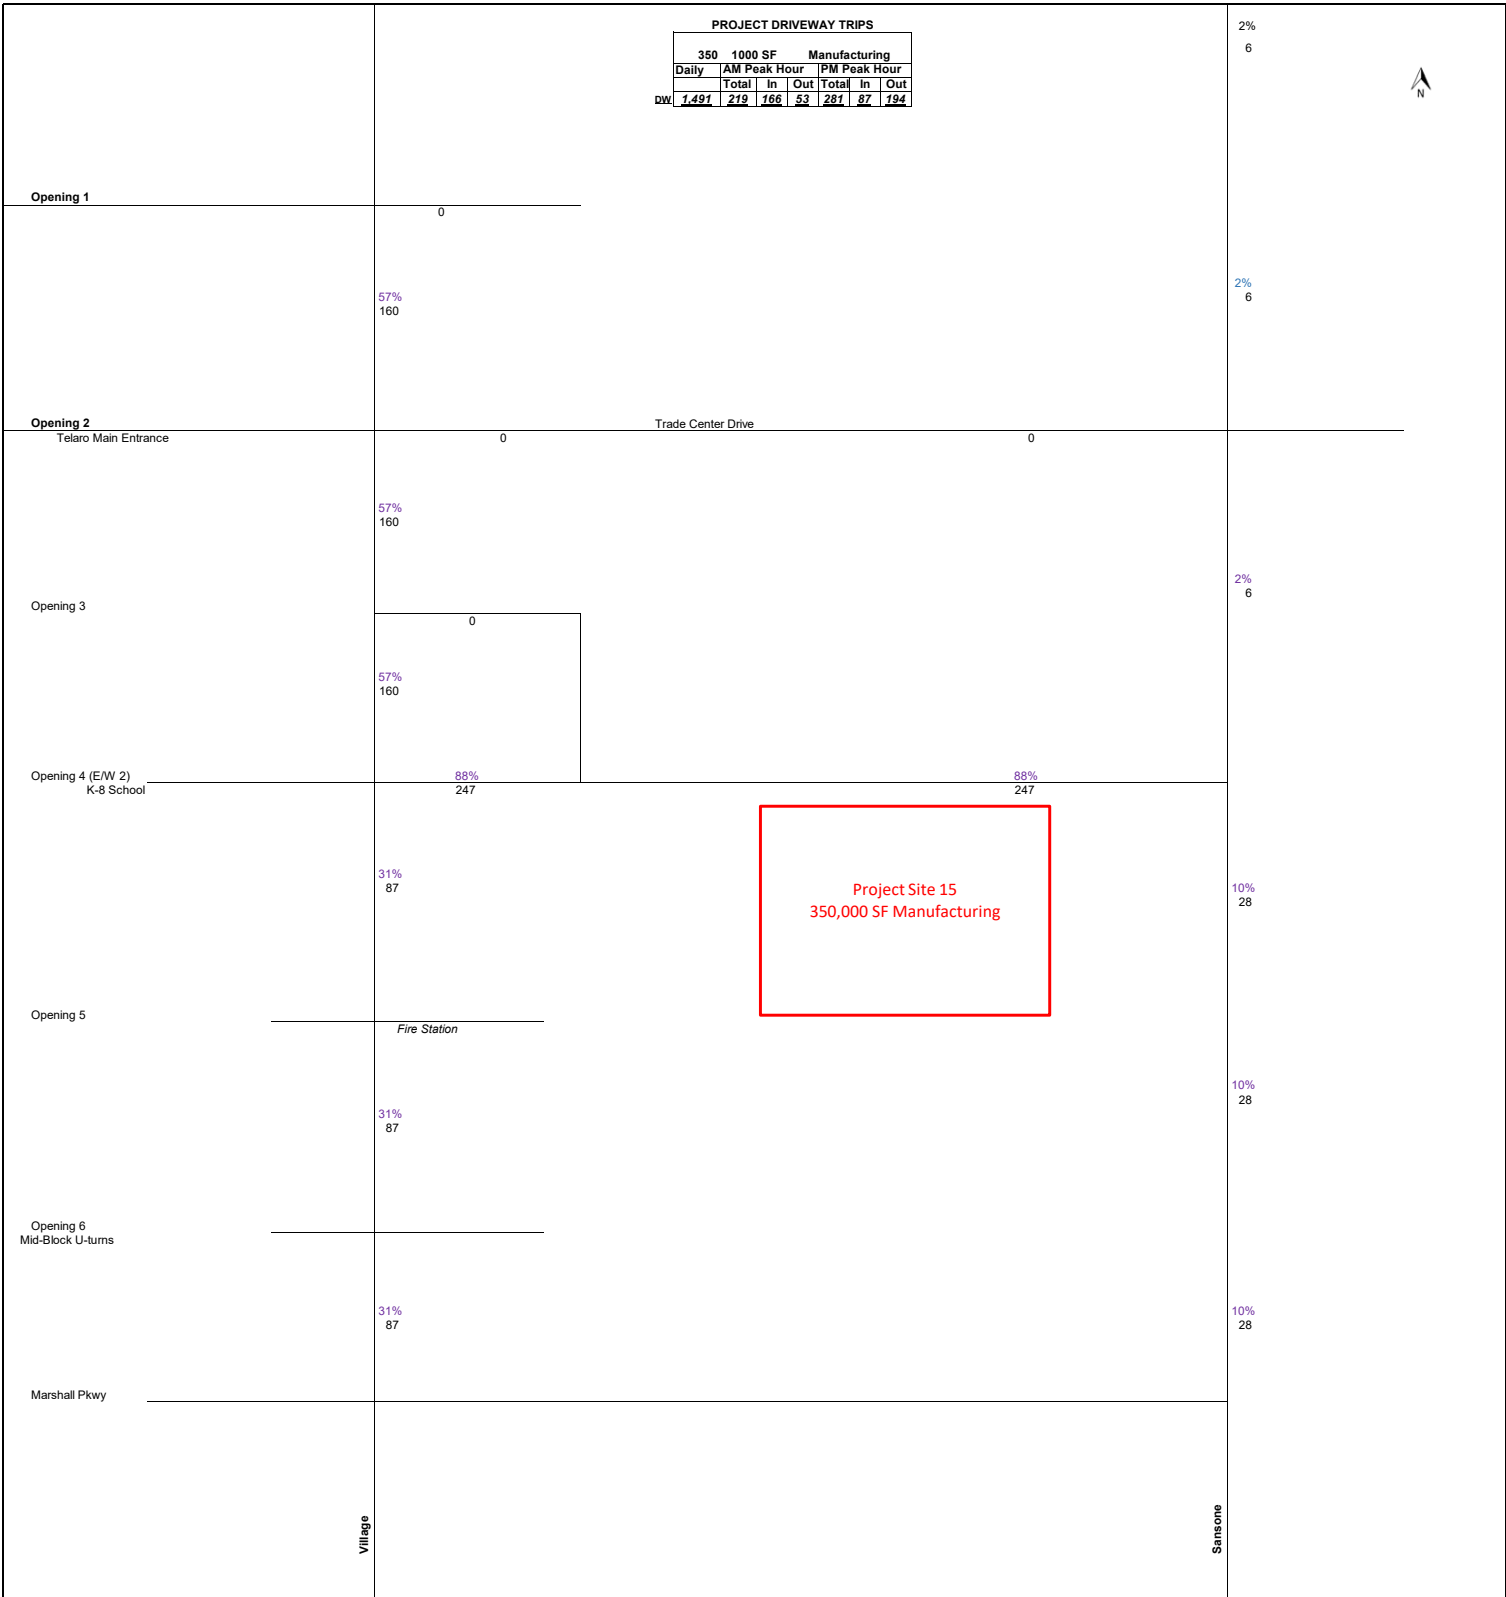 PROJECT DRIVEWAY TRIPS
350 1000 SF Manufacturing
Daily AM Peak Hour PM Peak Hour
Total In Out Total In Out
DW 1,491 219 166 53 281 87 194
2%
6
N
Opening 1
0
57%
160
2%
6
Opening 2
Telaro Main Entrance
Trade Center Drive
0
0
57%
160
2%
6
Opening 3
0
57%
160
Opening 4 (E/W 2)
K-8 School
88%
247
88%
247
31%
87
Project Site 15
350,000 SF Manufacturing
10%
28
Opening 5
Fire Station
10%
28
31%
87
Opening 6
Mid-Block U-turns
31%
87
10%
28
Marshall Pkwy
Village
Sansone